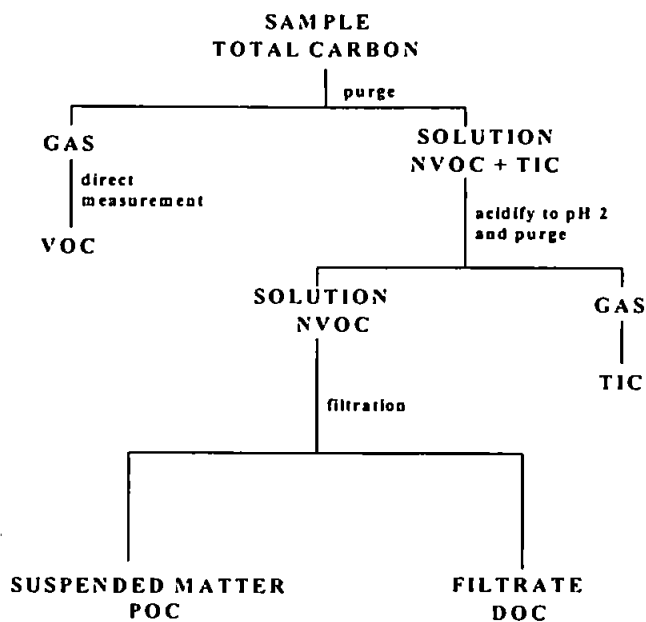 SAMPLE
TOTAL CARBON
purge
GAS
SOLUTION
NVOC + TIC
direct
measurement
acidify to pH 2
and purge
VOC
SOLUTION
NVOC
GAS
TIC
filtration
SUSPENDED MATTER
POC
FILTRATE
DOC